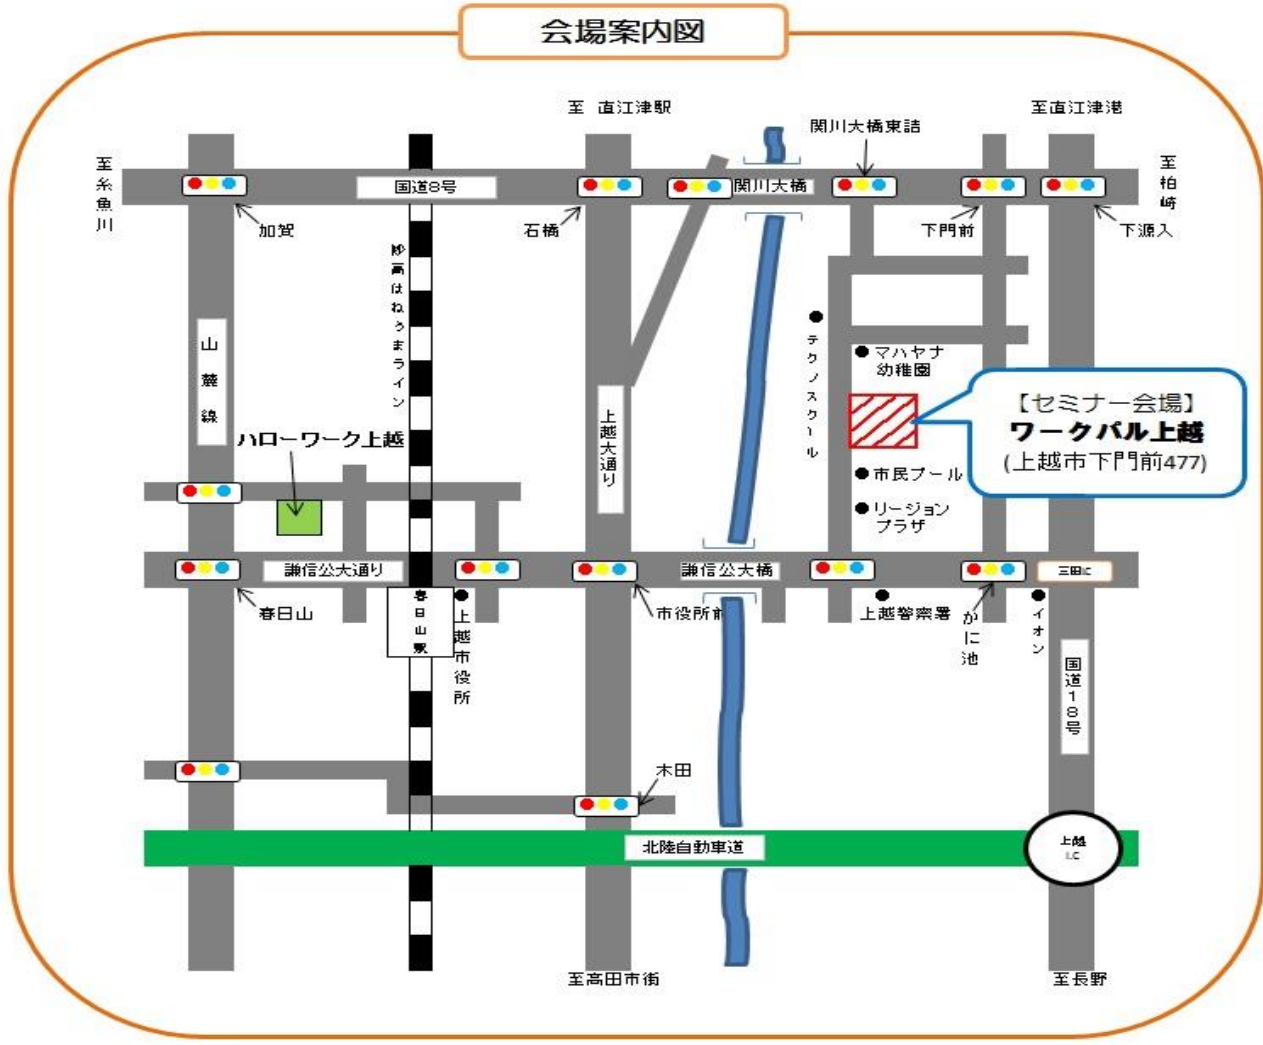 会場案内図
至 直江津駅
至直江津港
関川大橋東詰
至糸魚川
至柏崎
国道8号
関川大橋
加賀
石橋
下門前
下源入
妙高はねうまライン
山麓線
テクノスクール
マハヤナ
幼稚園
上越大通り
【セミナー会場】
ワークパル上越
(上越市下門前477)
ハローワーク上越
市民プール
リージョン
プラザ
謙信公大通り
謙信公大橋
三田IC
春日山
春日山駅
上越市役所
市役所前
上越警察署
かに池
イオン
国道18号
木田
北陸自動車道
上越
I.C
至高田市街
至長野